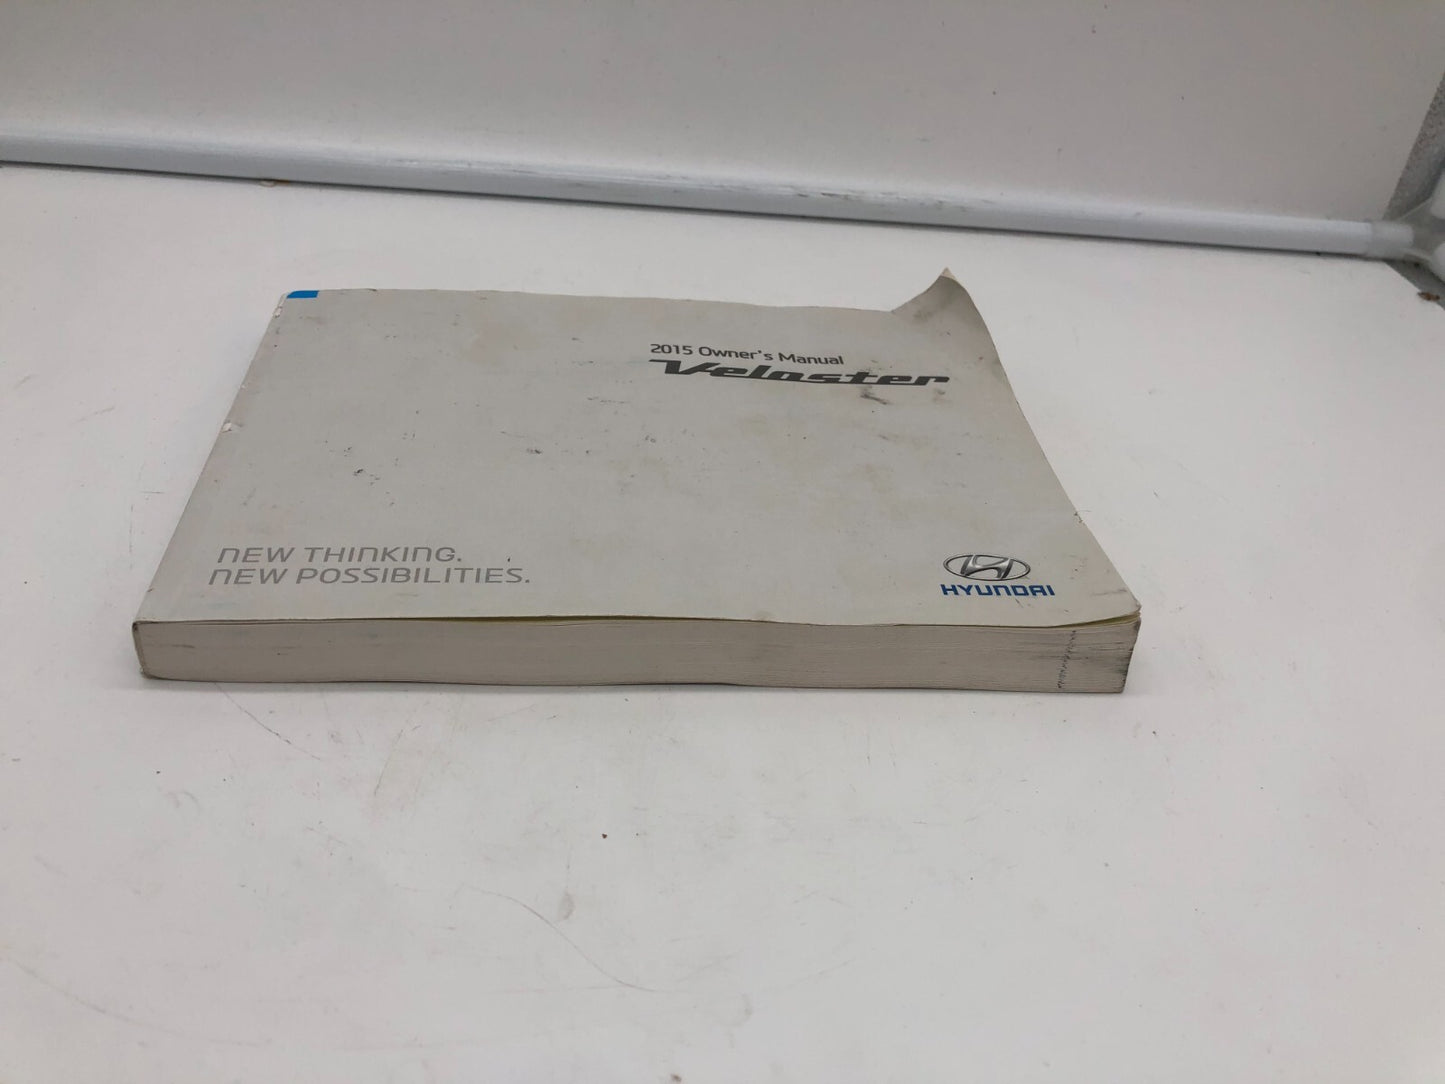 2015 Owner's Manual
Veloster
NEW THINKING.
NEW POSSIBILITIES.
HYUNDAI